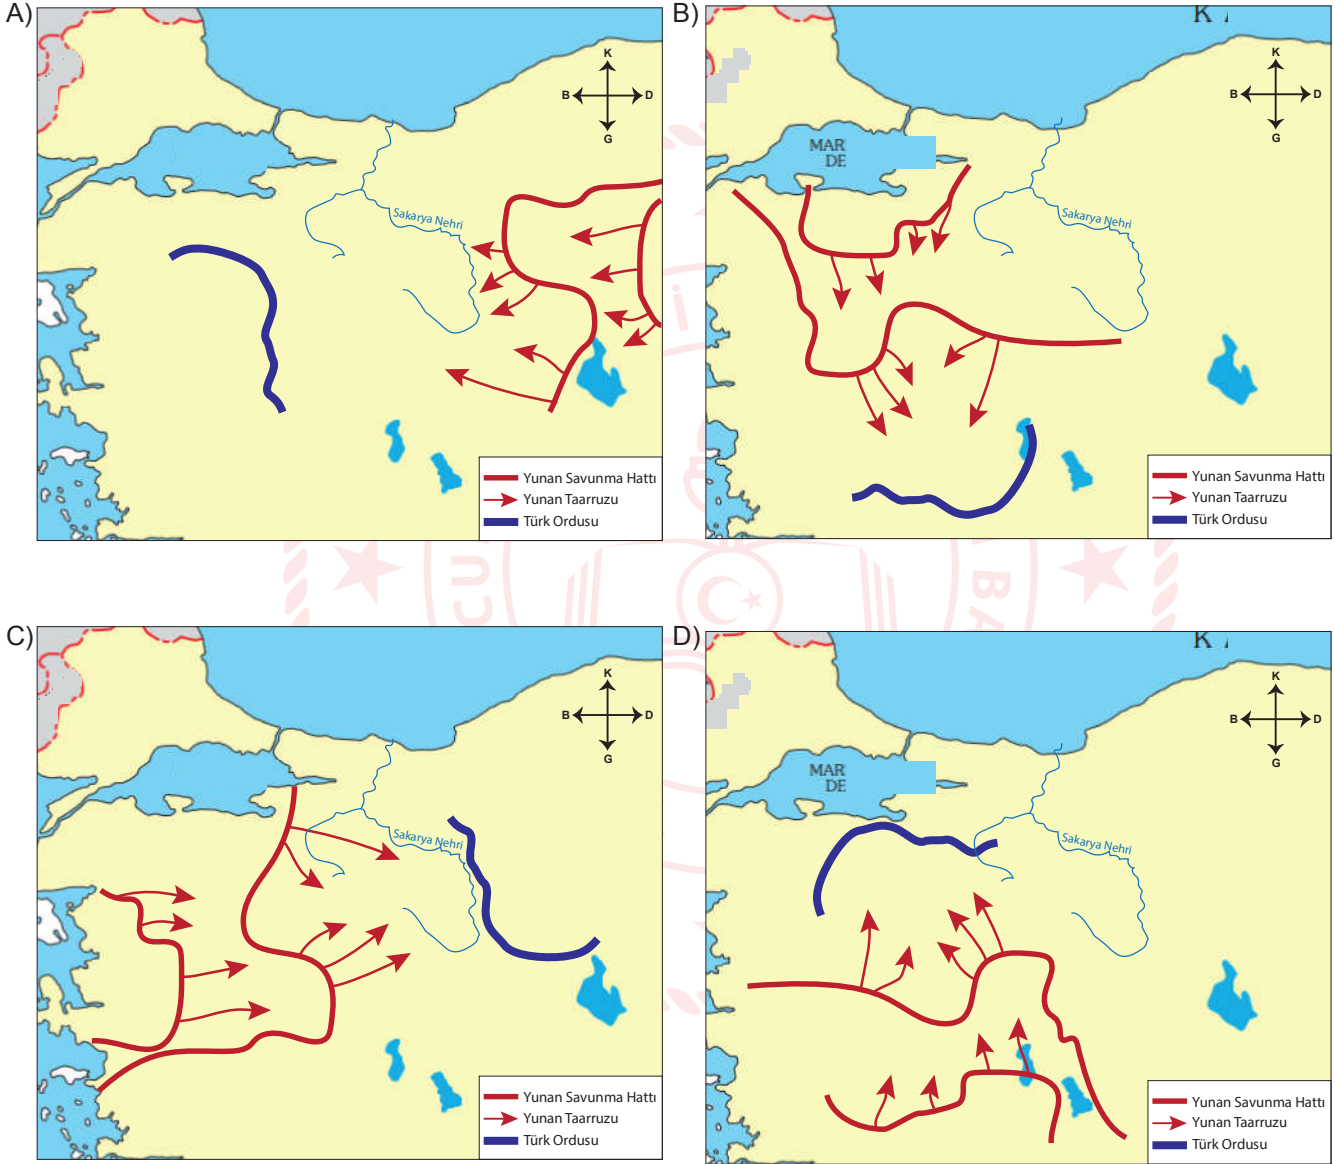 A)
K
B D
G
Sakarya Nehri
Yunan Savunma Hattı
Yunan Taarruzu
Türk Ordusu
B)
K
K
B D
G
MAR
DE
Sakarya Nehri
Yunan Savunma Hattı
Yunan Taarruzu
Türk Ordusu
C)
K
B D
G
Sakarya Nehri
Yunan Savunma Hattı
Yunan Taarruzu
Türk Ordusu
D)
K
K
B D
G
MAR
DE
Sakarya Nehri
Yunan Savunma Hattı
Yunan Taarruzu
Türk Ordusu